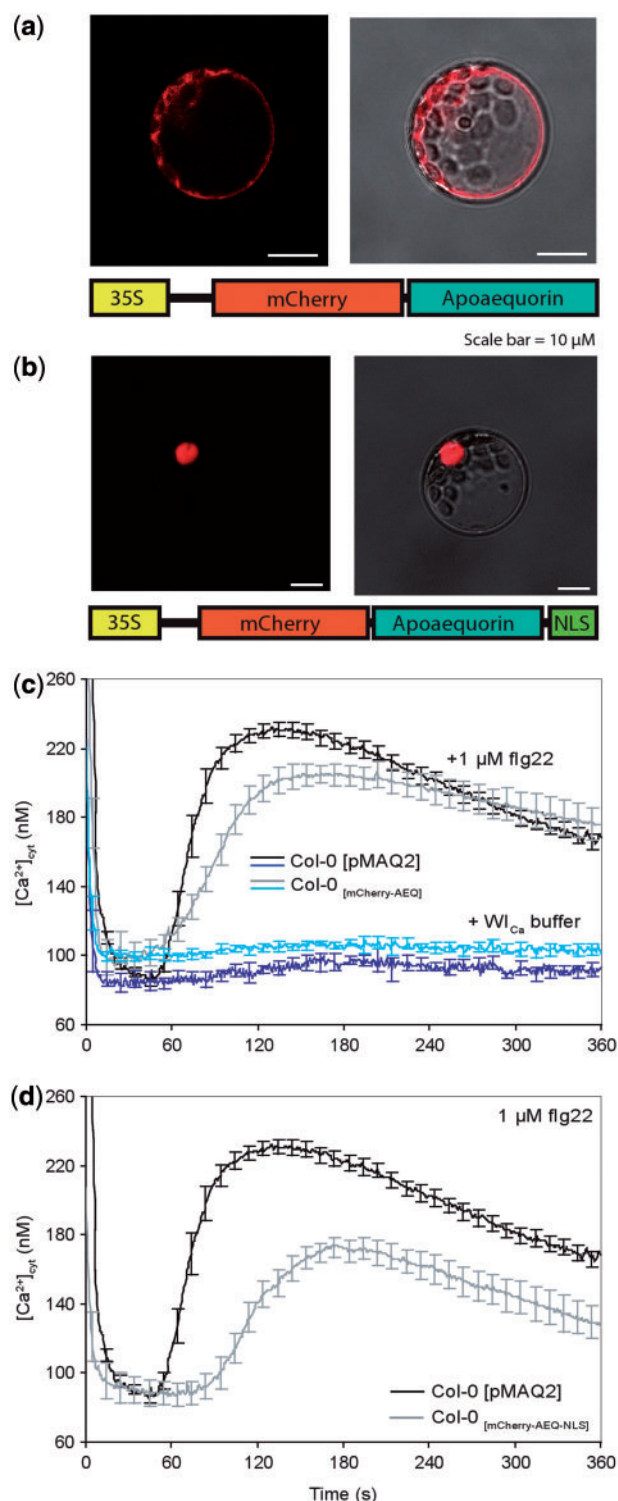 (a)
35S mCherry Apoaequorin
Scale bar = 10 µM
(b)
35S mCherry Apoaequorin NLS
(c)
260
220
180
140
100
60
[Ca²⁺]cyt (nM)
+1 µM flg22
Col-0 [pMAQ2]
Col-0 [mCherry-AEQ]
+ WICa buffer
0 60 120 180 240 300 360
(d)
260
220
180
140
100
60
[Ca²⁺]cyt (nM)
1 µM flg22
Col-0 [pMAQ2]
Col-0 [mCherry-AEQ-NLS]
0 60 120 180 240 300 360
Time (s)